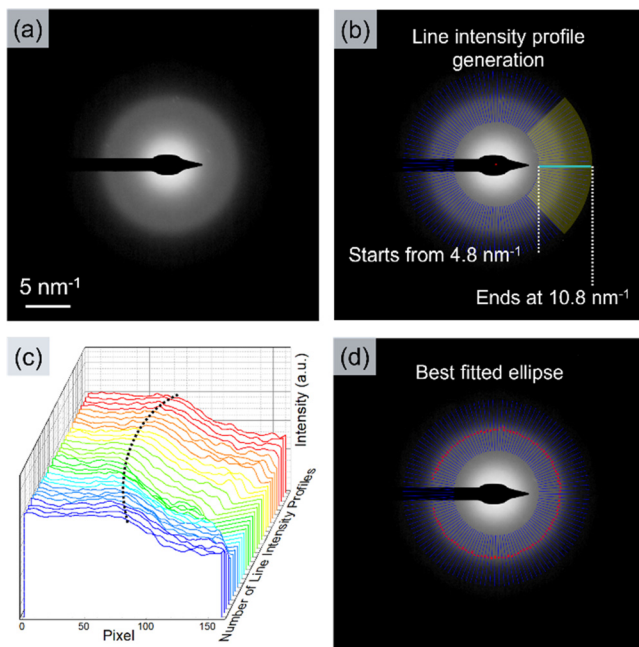 (a)
5 nm⁻¹
(b)
Line intensity profile
generation
Starts from 4.8 nm⁻¹
Ends at 10.8 nm⁻¹
(c)
Intensity (a.u.)
Number of Line Intensity Profiles
0 50 100 150
Pixel
(d)
Best fitted ellipse